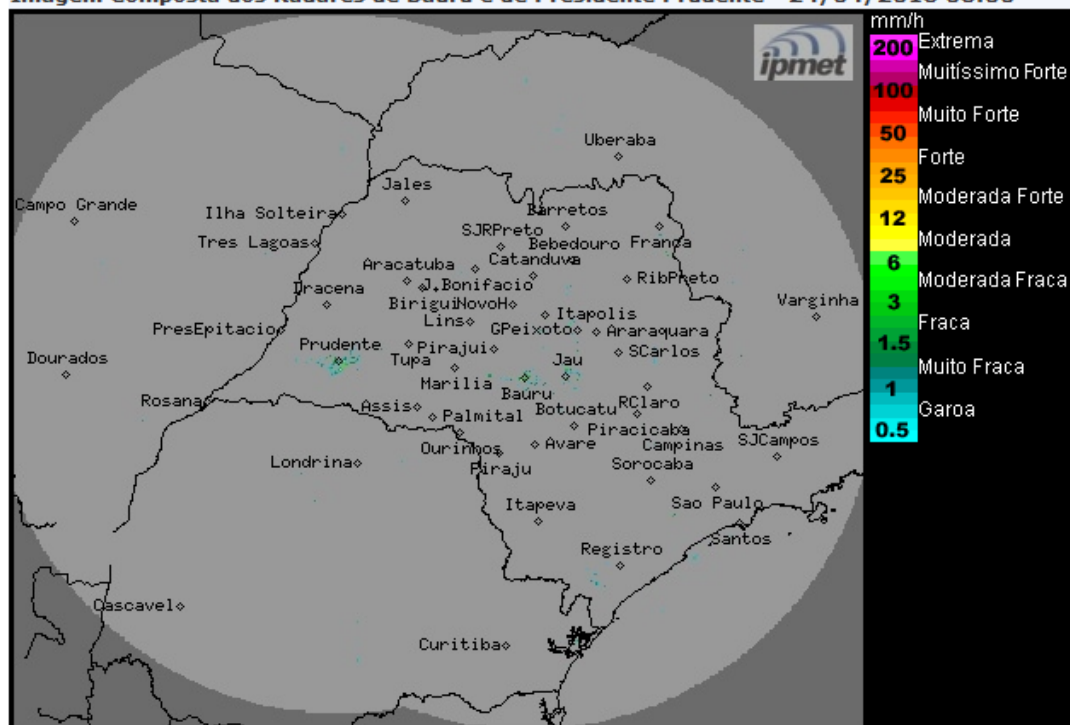 Imagem Composta dos Radares de Bauru e de Presidente Prudente - 24/04/2018
mm/h
ipmet
200 Extrema
Muitíssimo Forte
100
Muito Forte
50
Forte
25
Moderada Forte
12
Moderada
6
Moderada Fraca
3
Fraca
1.5
Muito Fraca
1
Garoa
0.5
Uberaba
Jales
Campo Grande
Ilha Solteira
Barretos
SJRPreto
Tres Lagoas
Bebedouro Franca
Catanduva
Aracatuba
RibPreto
J.Bonifacio
Dracena
Varginha
Birigui NovoH
Itapolis
Lins
PresEpitacio
GPeixoto
Araraquara
Prudente
Pirajui
SCarlos
Dourados
Tupa
Jau
Marilia
Bauru
Rosana
Assis
Botucatu
RClaro
Palmital
Piracicaba
SJCampos
Ourinhos
Avare
Campinas
Londrina
Piraju
Sorocaba
Itapeva
Sao Paulo
Santos
Registro
Cascavel
Curitiba